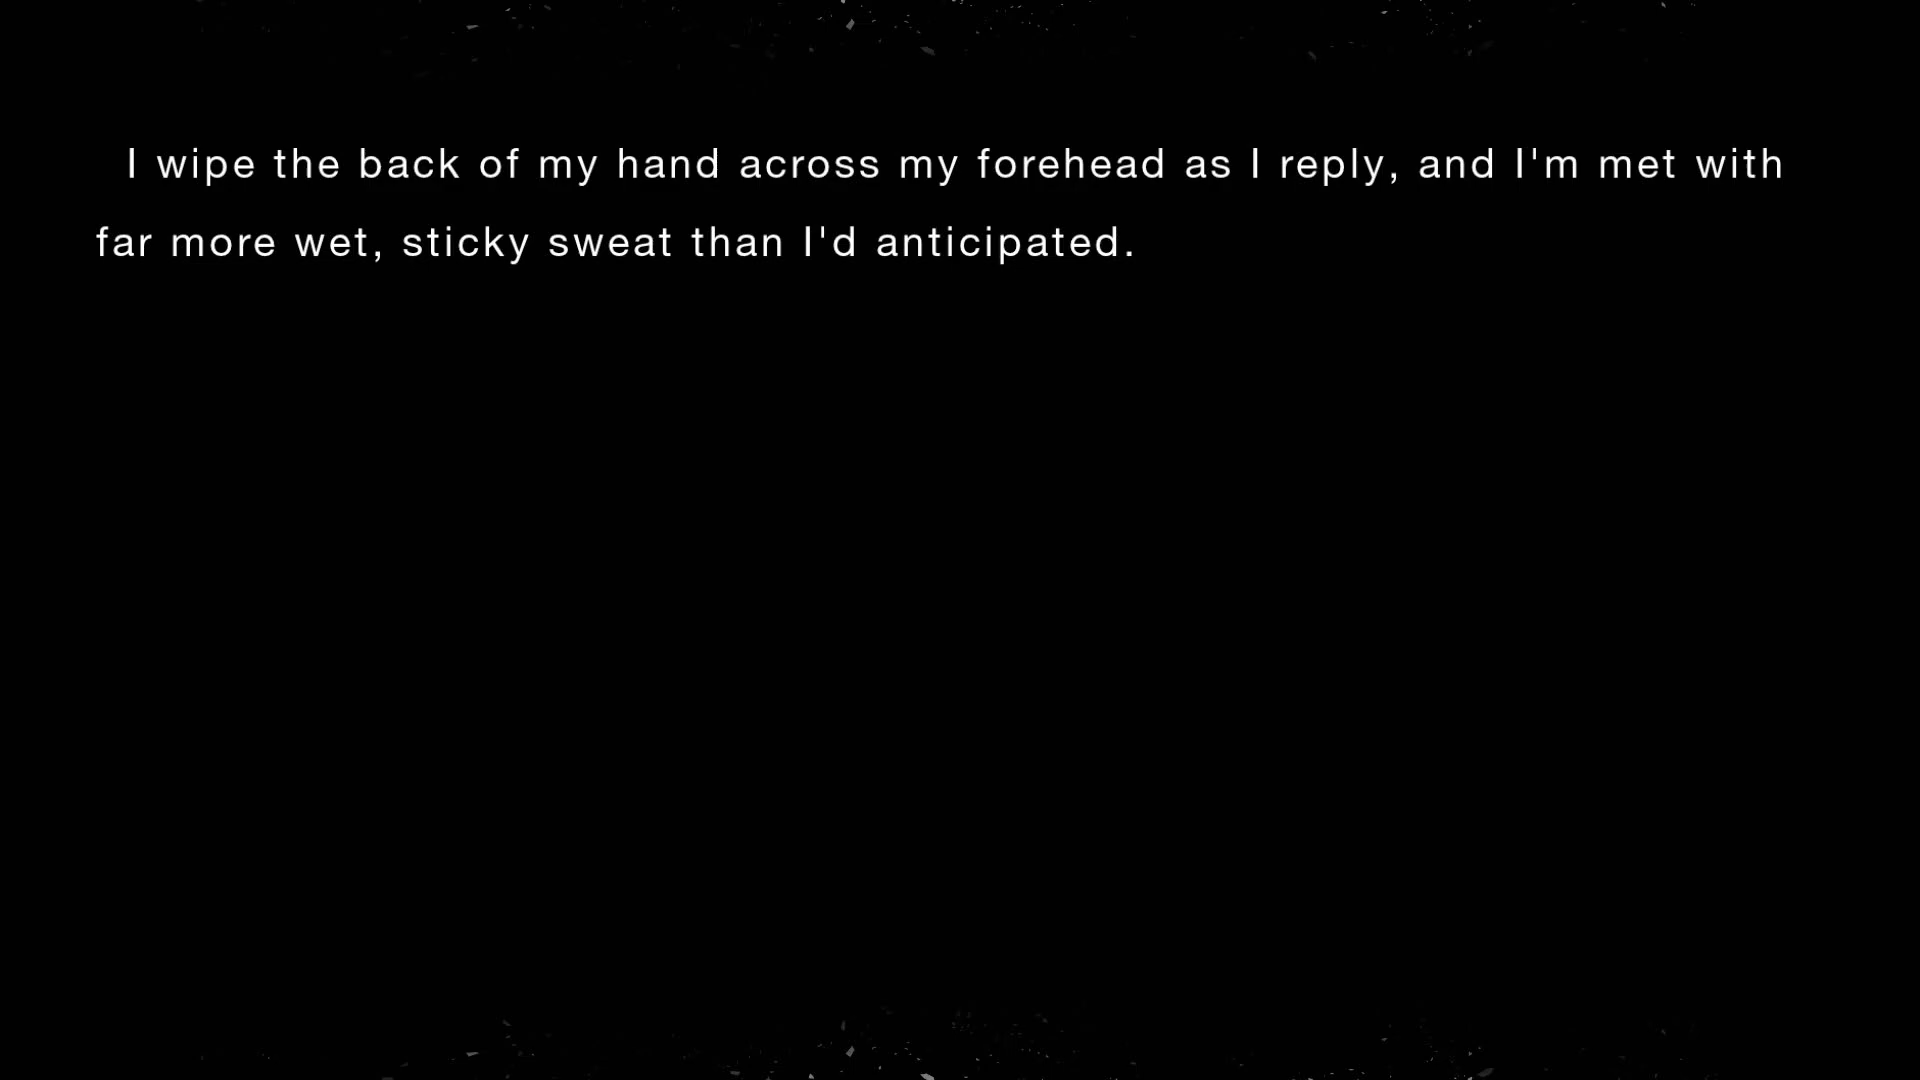 I wipe the back of my hand across my forehead as I reply, and I'm met with
far more wet, sticky sweat than I'd anticipated.